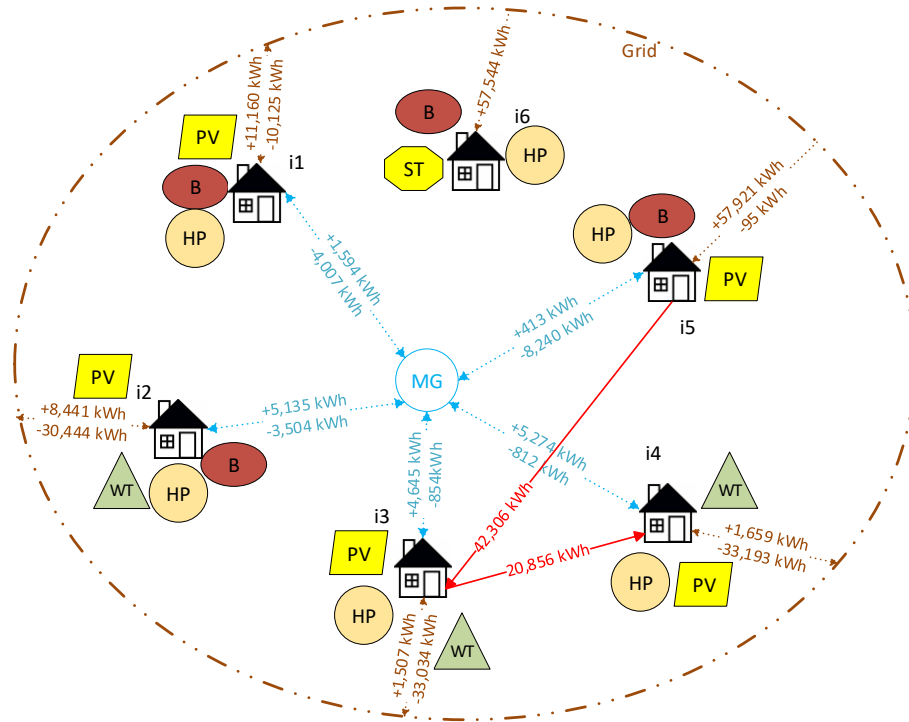 Grid
+57,544 kWh
+11,160 kWh
-10,125 kWh
B
i6
PV
HP
ST
i1
B
HP
+57,921 kWh
-95 kWh
B
HP
PV
i5
+1,594 kWh
-4,007 kWh
+413 kWh
-8,240 kWh
MG
PV
i2
+8,441 kWh
-30,444 kWh
+5,135 kWh
-3,504 kWh
B
WT
HP
+5,274 kWh
-812 kWh
i4
WT
+4,645 kWh
-854kWh
42,306 kWh
i3
PV
20,856 kWh
+1,659 kWh
-33,193 kWh
HP
PV
HP
WT
+1,507 kWh
-33,034 kWh